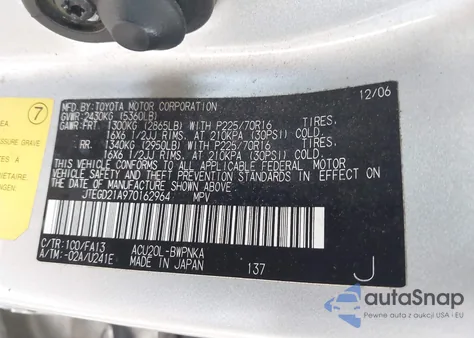 12/06
MFD.BY:TOYOTA MOTOR CORPORATION
GVWR:2430KG (5360LB)
GAWR:FRT. 1300KG (2865LB) WITH P225/70R16 TIRES,
16X6 1/2JJ RIMS, AT 210KPA (30PSI) COLD.
RR. 1340KG (2950LB) WITH P225/70R16 TIRES,
16X6 1/2JJ RIMS, AT 210KPA (30PSI) COLD.
THIS VEHICLE CONFORMS TO ALL APPLICABLE FEDERAL MOTOR
VEHICLE SAFETY AND THEFT PREVENTION STANDARDS IN EFFECT
ON THE DATE OF MANUFACTURE SHOWN ABOVE.
JTEGD21A970162964 MPV
C/TR:1C0/FA13 ACU20L-BWPNKA
A/TM:-02A/U241E MADE IN JAPAN 137 J
7
PRESSURE GRAVE
autoSnap
Pewne auta z aukcji USA i EU